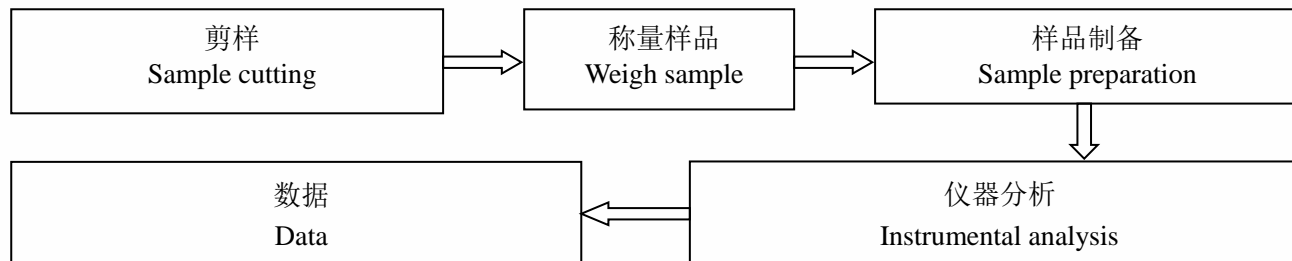 剪样
Sample cutting
称量样品
Weigh sample
样品制备
Sample preparation
仪器分析
Instrumental analysis
数据
Data